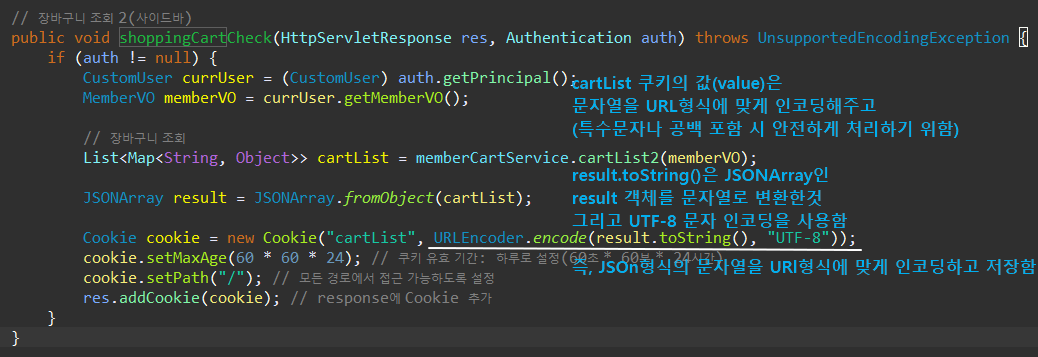 // 장바구니 조회 2(사이드바)
public void shoppingCartCheck(HttpServletResponse res, Authentication auth) throws UnsupportedEncodingException {
if (auth != null) {
CustomUser currUser = (CustomUser) auth.getPrincipal();
cartList 쿠키의 값(value)은
MemberVO memberVO = currUser.getMemberVO();
문자열을 URL형식에 맞게 인코딩해주고
(특수문자나 공백 포함 시 안전하게 처리하기 위함)
// 장바구니 조회
List<Map<String, Object>> cartList = memberCartService.cartList2(memberVO);
result.toString()은 JSONArray인
JSONArray result = JSONArray.fromObject(cartList);
result 객체를 문자열로 변환한것
그리고 UTF-8 문자 인코딩을 사용함
Cookie cookie = new Cookie("cartList", URLEncoder.encode(result.toString(), "UTF-8"));
cookie.setMaxAge(60 * 60 * 24); // 쿠키 유효 기간: 하루로 설정(60초 * 60분 * 24시간)
즉, JSOn형식의 문자열을 URl형식에 맞게 인코딩하고 저장함
cookie.setPath("/"); // 모든 경로에서 접근 가능하도록 설정
res.addCookie(cookie); // response에 Cookie 추가
}
}